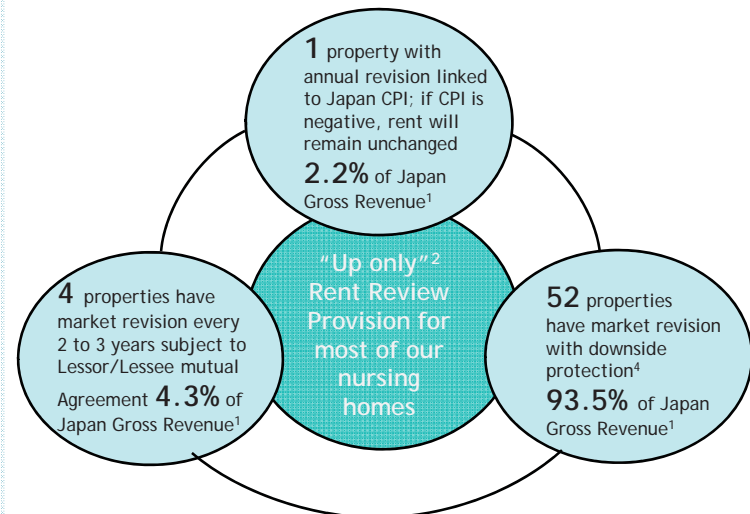 1 property with
annual revision linked
to Japan CPI; if CPI is
negative, rent will
remain unchanged
2.2% of Japan
Gross Revenue¹
"Up only"²
Rent Review
Provision for
most of our
nursing
homes
4 properties have
market revision every
2 to 3 years subject to
Lessor/Lessee mutual
Agreement 4.3% of
Japan Gross Revenue¹
52 properties
have market revision
with downside
protection⁴
93.5% of Japan
Gross Revenue¹